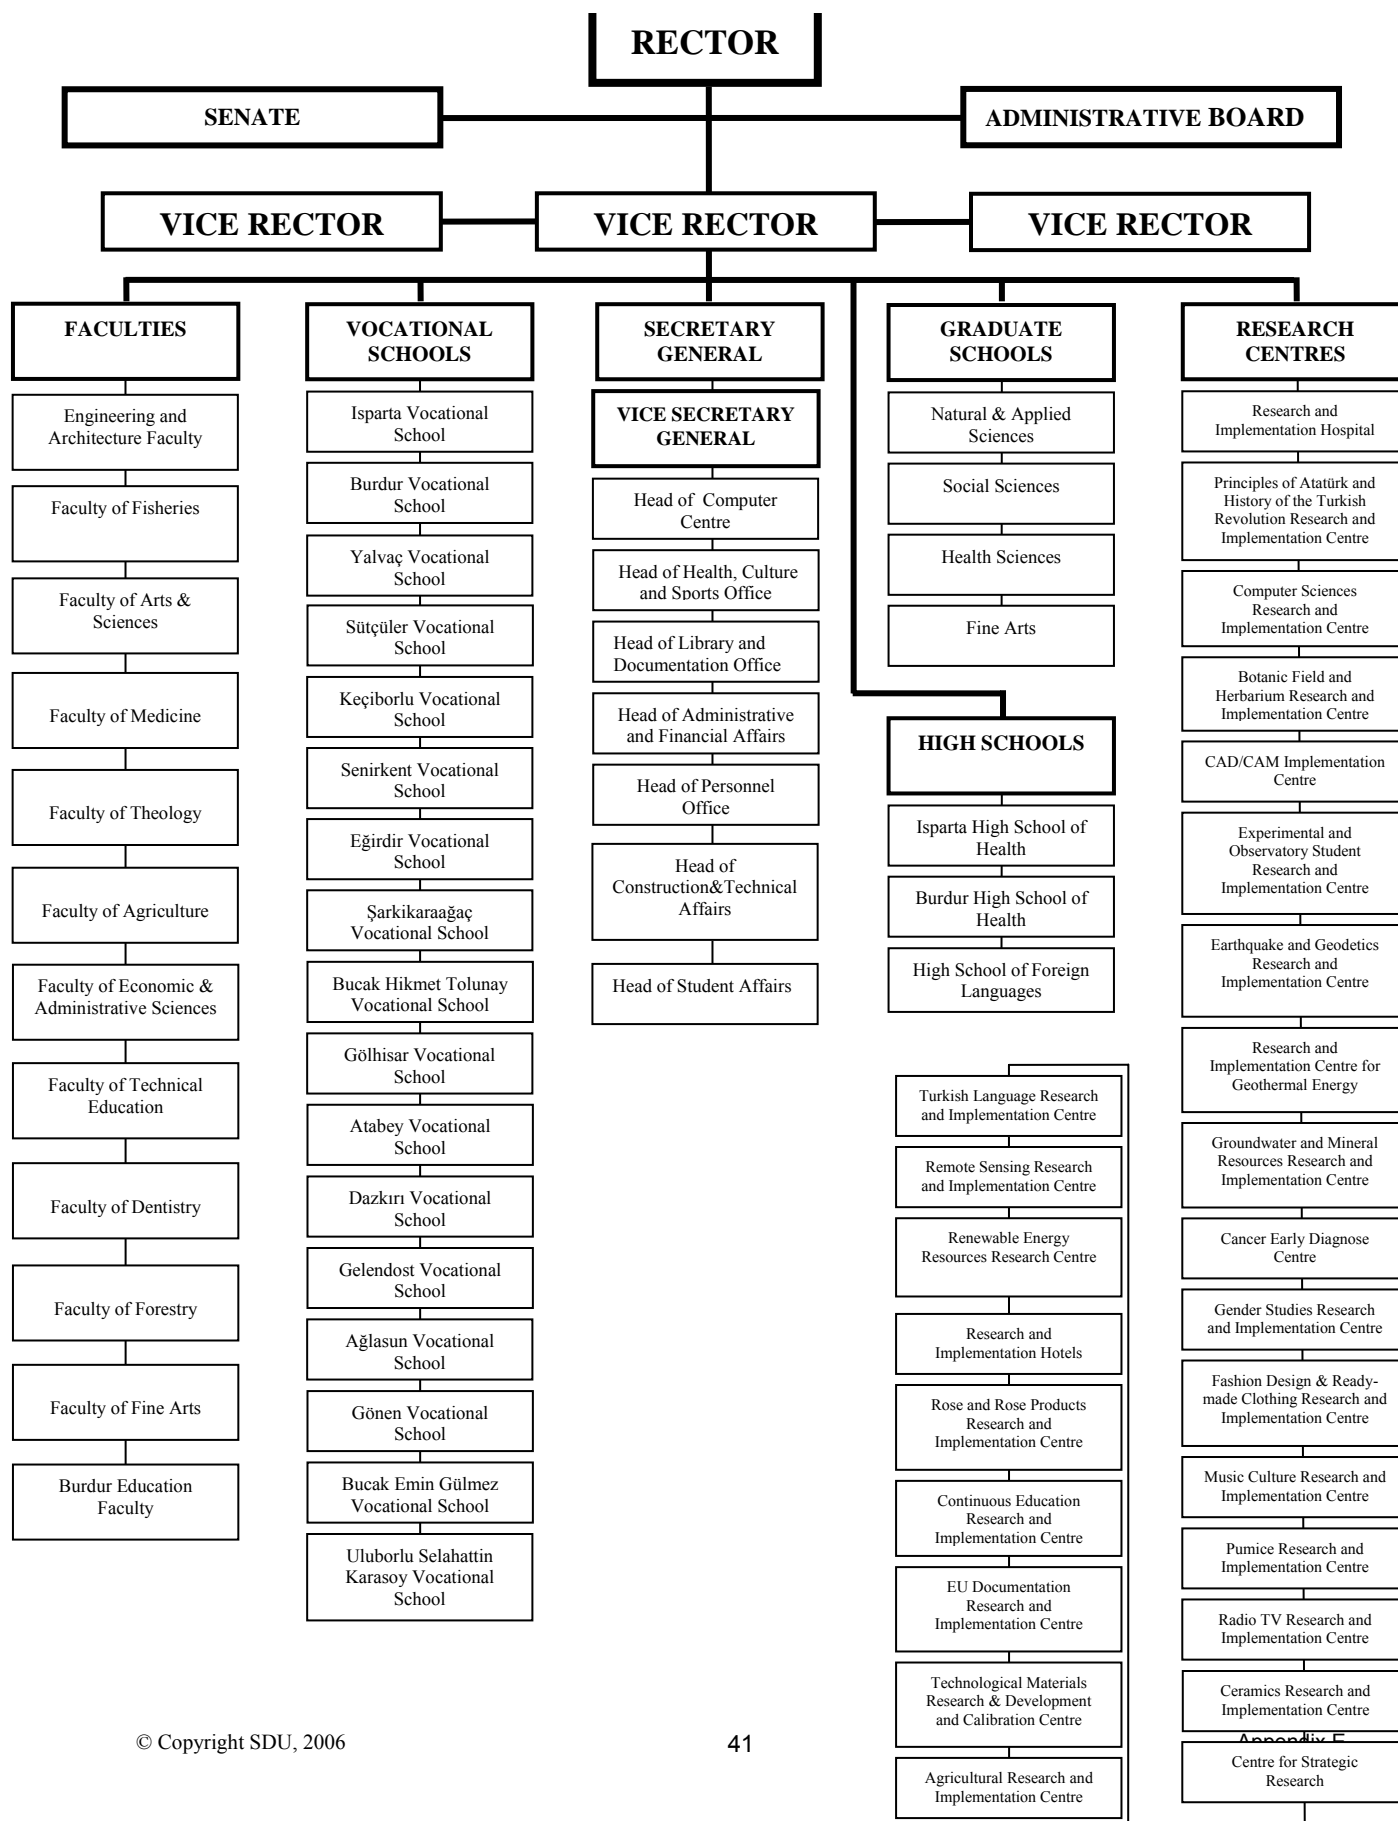 RECTOR
SENATE
ADMINISTRATIVE BOARD
VICE RECTOR
VICE RECTOR
VICE RECTOR
FACULTIES
Engineering and
Architecture Faculty
Faculty of Fisheries
Faculty of Arts &
Sciences
Faculty of Medicine
Faculty of Theology
Faculty of Agriculture
Faculty of Economic &
Administrative Sciences
Faculty of Technical
Education
Faculty of Dentistry
Faculty of Forestry
Faculty of Fine Arts
Burdur Education
Faculty
VOCATIONAL
SCHOOLS
Isparta Vocational
School
Burdur Vocational
School
Yalvaç Vocational
School
Sütçüler Vocational
School
Keçiborlu Vocational
School
Senirkent Vocational
School
Eğirdir Vocational
School
Şarkikaraağaç
Vocational School
Bucak Hikmet Tolunay
Vocational School
Gölhisar Vocational
School
Atabey Vocational
School
Dazkırı Vocational
School
Gelendost Vocational
School
Ağlasun Vocational
School
Gönen Vocational
School
Bucak Emin Gülmez
Vocational School
Uluborlu Selahattin
Karasoy Vocational
School
SECRETARY
GENERAL
VICE SECRETARY
GENERAL
Head of Computer
Centre
Head of Health, Culture
and Sports Office
Head of Library and
Documentation Office
Head of Administrative
and Financial Affairs
Head of Personnel
Office
Head of
Construction&Technical
Affairs
Head of Student Affairs
GRADUATE
SCHOOLS
Natural & Applied
Sciences
Social Sciences
Health Sciences
Fine Arts
HIGH SCHOOLS
Isparta High School of
Health
Burdur High School of
Health
High School of Foreign
Languages
Turkish Language Research
and Implementation Centre
Remote Sensing Research
and Implementation Centre
Renewable Energy
Resources Research Centre
Research and
Implementation Hotels
Rose and Rose Products
Research and
Implementation Centre
Continuous Education
Research and
Implementation Centre
EU Documentation
Research and
Implementation Centre
Technological Materials
Research & Development
and Calibration Centre
Agricultural Research and
Implementation Centre
RESEARCH
CENTRES
Research and
Implementation Hospital
Principles of Atatürk and
History of the Turkish
Revolution Research and
Implementation Centre
Computer Sciences
Research and
Implementation Centre
Botanic Field and
Herbarium Research and
Implementation Centre
CAD/CAM Implementation
Centre
Experimental and
Observatory Student
Research and
Implementation Centre
Earthquake and Geodetics
Research and
Implementation Centre
Research and
Implementation Centre for
Geothermal Energy
Groundwater and Mineral
Resources Research and
Implementation Centre
Cancer Early Diagnose
Centre
Gender Studies Research
and Implementation Centre
Fashion Design & Ready-
made Clothing Research and
Implementation Centre
Music Culture Research and
Implementation Centre
Pumice Research and
Implementation Centre
Radio TV Research and
Implementation Centre
Ceramics Research and
Implementation Centre
Centre for Strategic
Research
© Copyright SDU, 2006
41
Appendix E